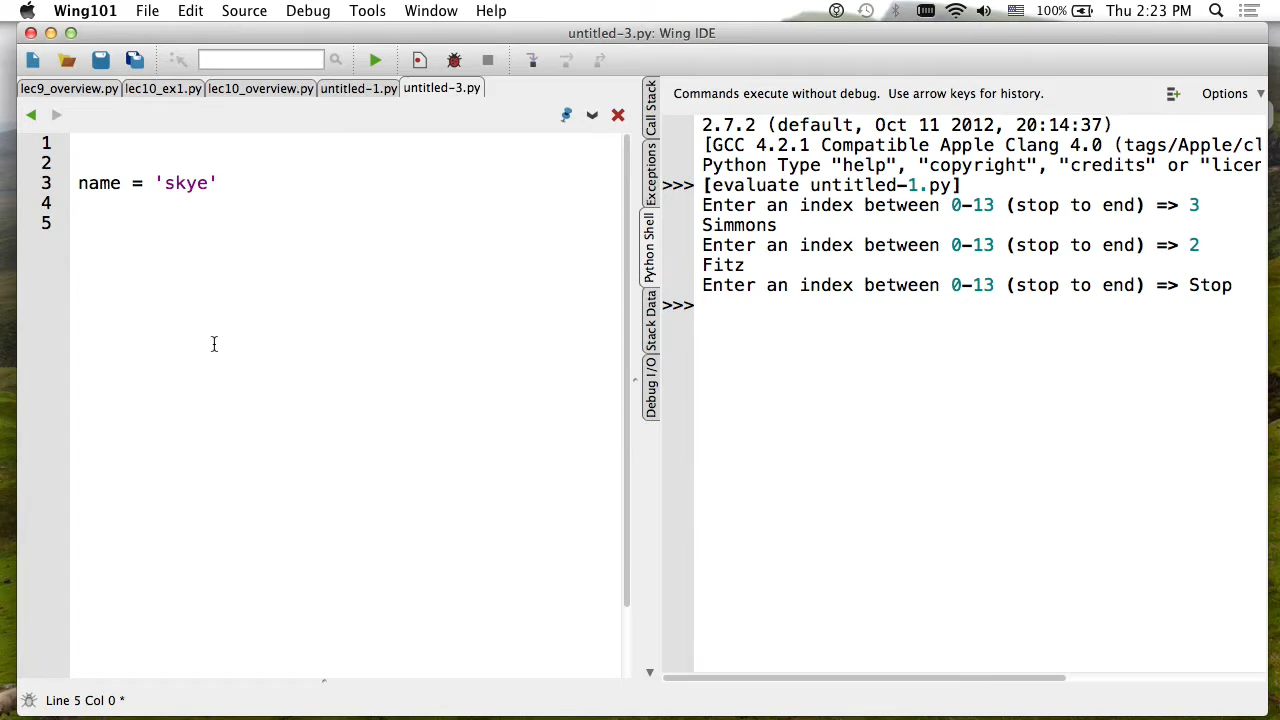 Wing101 File Edit Source Debug Tools Window Help 100% Thu 2:23 PM
untitled-3.py: Wing IDE
lec9_overview.py lec10_ex1.py lec10_overview.py untitled-1.py untitled-3.py
Commands execute without debug. Use arrow keys for history. Options
1
2
3 name = 'skye'
4
5
Call Stack
Exceptions
Python Shell
Stack Data
Debug I/O
2.7.2 (default, Oct 11 2012, 20:14:37)
[GCC 4.2.1 Compatible Apple Clang 4.0 (tags/Apple/cl
Python Type "help", "copyright", "credits" or "licen
>>> [evaluate untitled-1.py]
Enter an index between 0-13 (stop to end) => 3
Simmons
Enter an index between 0-13 (stop to end) => 2
Fitz
Enter an index between 0-13 (stop to end) => Stop
>>>
Line 5 Col 0 *